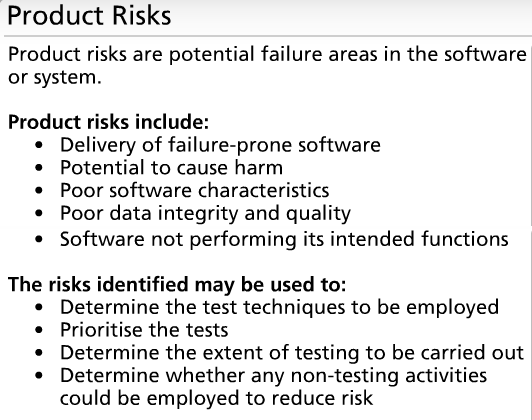 Product Risks
Product risks are potential failure areas in the software
or system.
Product risks include:
• Delivery of failure-prone software
• Potential to cause harm
• Poor software characteristics
• Poor data integrity and quality
• Software not performing its intended functions
The risks identified may be used to:
• Determine the test techniques to be employed
• Prioritise the tests
• Determine the extent of testing to be carried out
• Determine whether any non-testing activities
could be employed to reduce risk